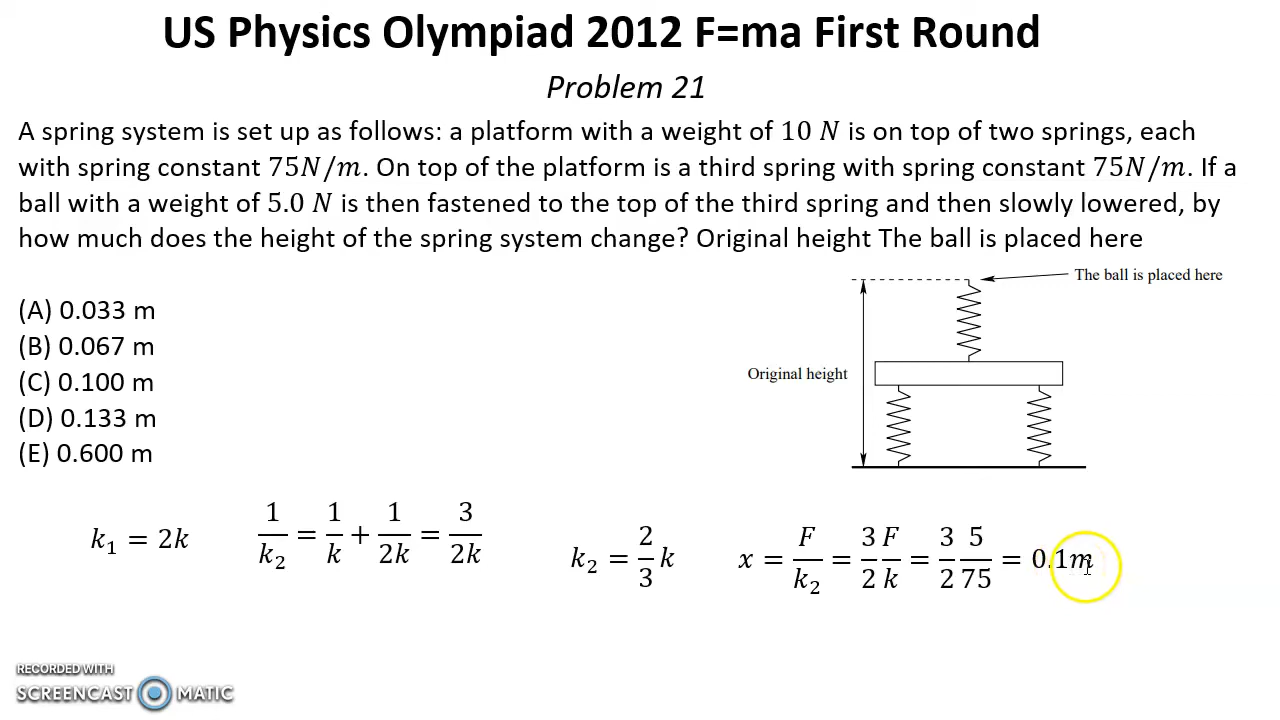 US Physics Olympiad 2012 F=ma First Round
Problem 21
A spring system is set up as follows: a platform with a weight of 10 N is on top of two springs, each
with spring constant 75N/m. On top of the platform is a third spring with spring constant 75N/m. If a
ball with a weight of 5.0 N is then fastened to the top of the third spring and then slowly lowered, by
how much does the height of the spring system change? Original height The ball is placed here
The ball is placed here
Original height
(A) 0.033 m
(B) 0.067 m
(C) 0.100 m
(D) 0.133 m
(E) 0.600 m
k₁ = 2k
1/k₂ = 1/k + 1/2k = 3/2k
k₂ = 2/3 k
x = F/k₂ = 3/2 F/k = 3/2 5/75 = 0.1m
RECORDED WITH
SCREENCAST MATIC